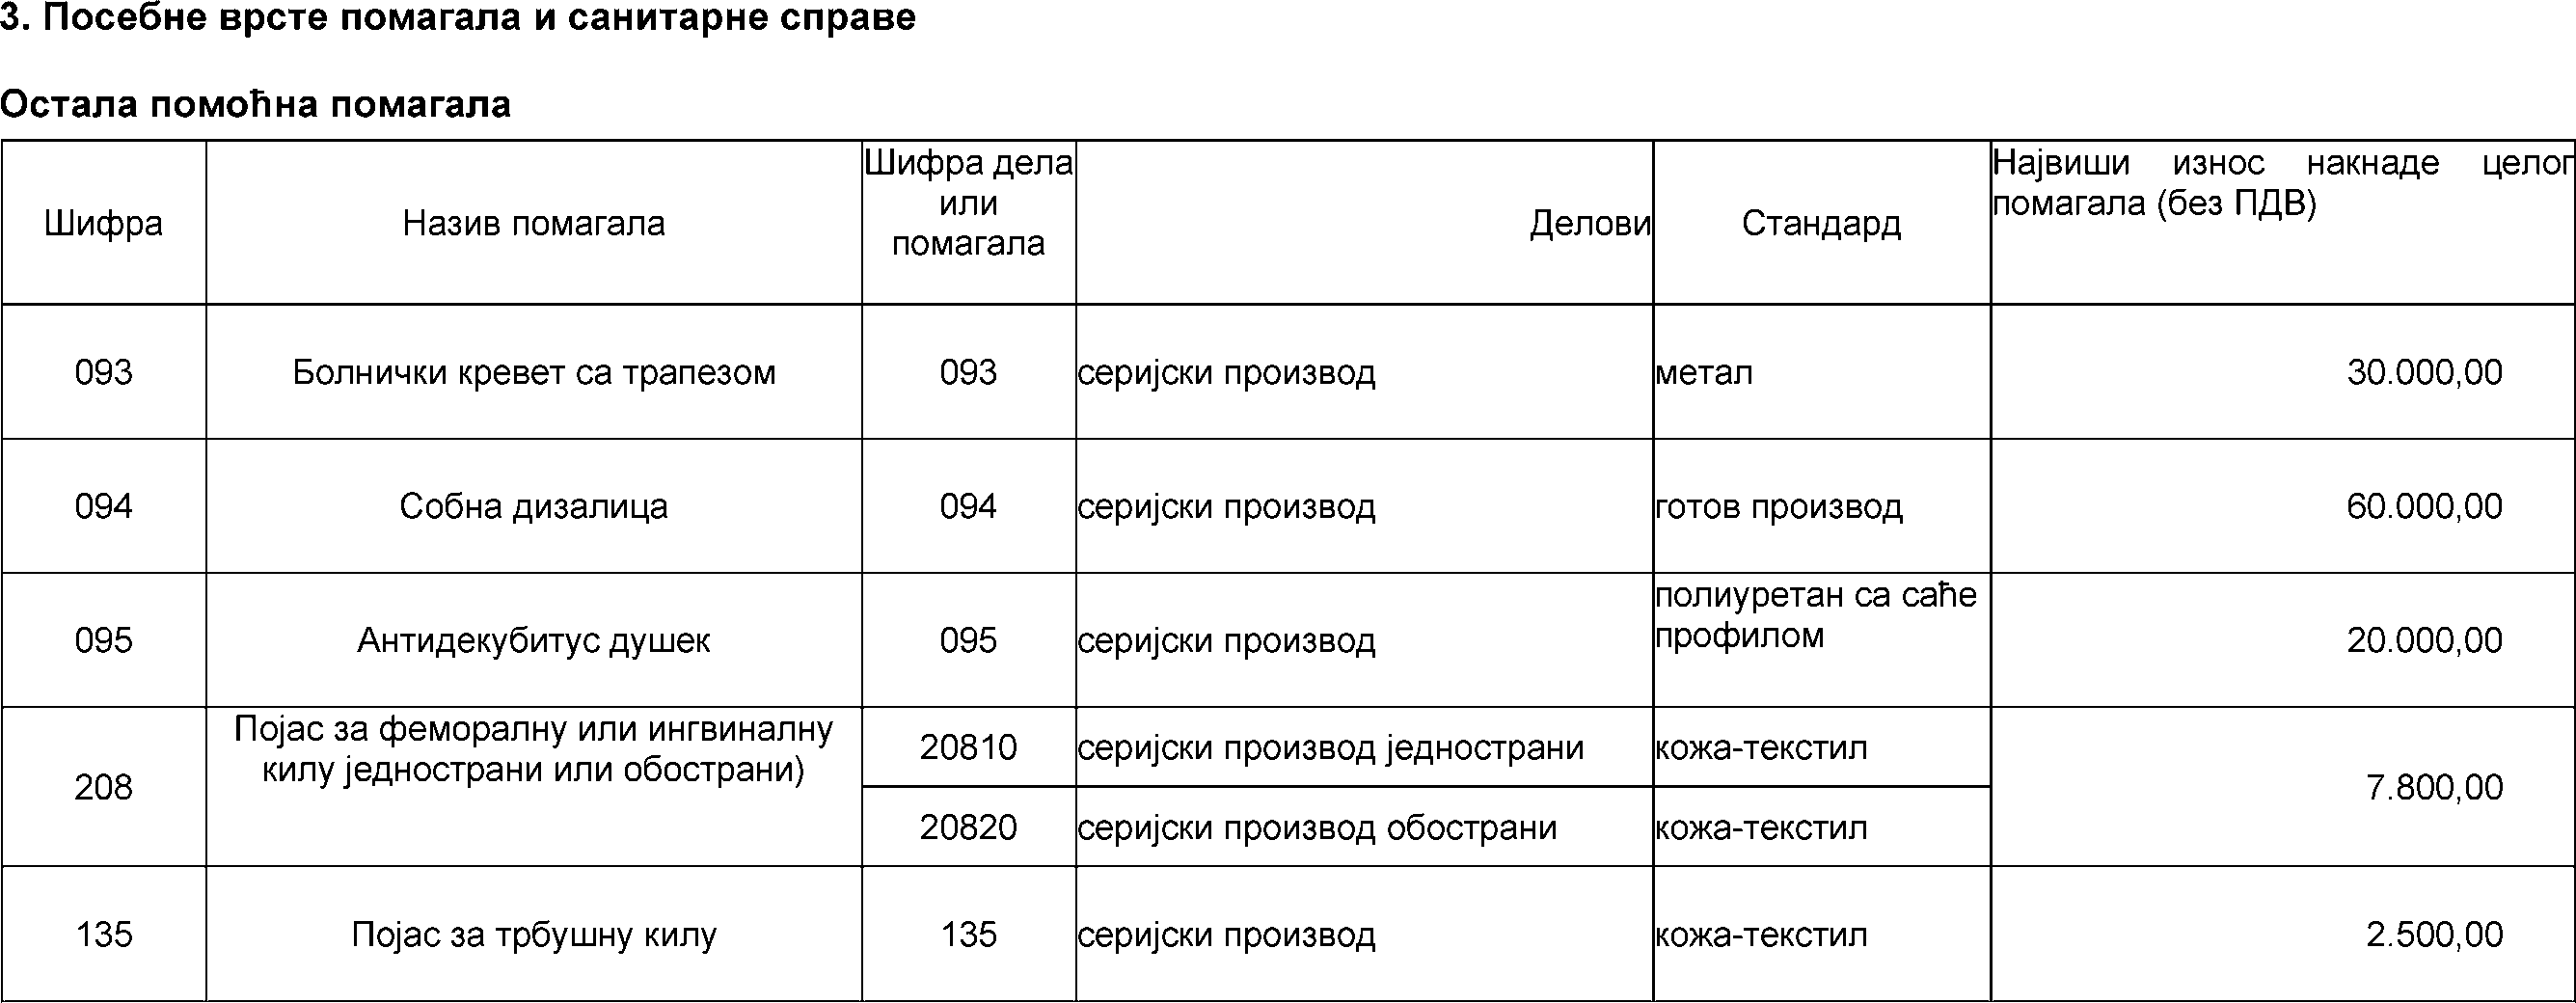 3. Посебне врсте помагала и санитарне справе
Остала помоћна помагала
Шифра
Назив помагала
Шифра дела
или
помагала
Делови
Стандард
Највиши износ накнаде целог
помагала (без ПДВ)
093
Болнички кревет са трапезом
093
серијски производ
метал
30.000,00
094
Собна дизалица
094
серијски производ
готов производ
60.000,00
095
Антидекубитус душек
095
серијски производ
полиуретан са саће
профилом
20.000,00
208
Појас за феморалну или ингвиналну
килу једнострани или обострани)
20810
серијски производ једнострани
кожа-текстил
7.800,00
20820
серијски производ обострани
кожа-текстил
135
Појас за трбушну килу
135
серијски производ
кожа-текстил
2.500,00